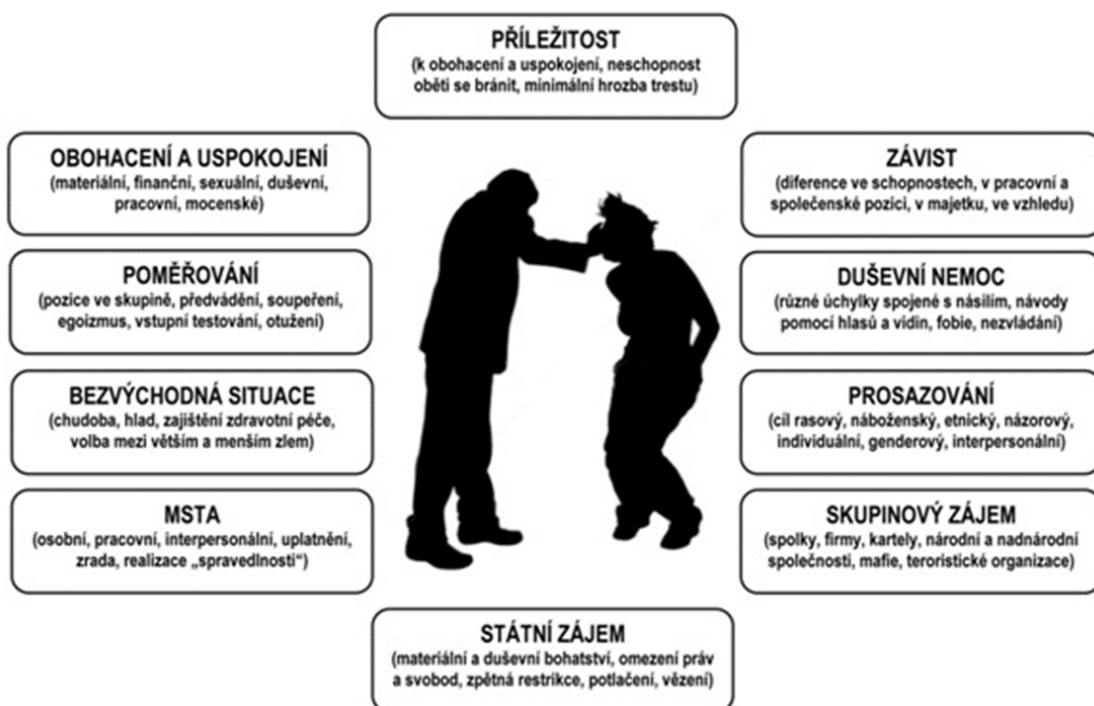 PŘÍLEŽITOST
(k obohacení a uspokojení, neschopnost
oběti se bránit, minimální hrozba trestu)
OBOHACENÍ A USPOKOJENÍ
(materiální, finanční, sexuální, duševní,
pracovní, mocenské)
ZÁVIST
(diference ve schopnostech, v pracovní a
společenské pozici, v majetku, ve vzhledu)
POMĚŘOVÁNÍ
(pozice ve skupině, předvádění, soupeření,
egoizmus, vstupní testování, otužení)
DUŠEVNÍ NEMOC
(různé úchylky spojené s násilím, návody
pomocí hlasů a vidin, fobie, nezvládání)
BEZVÝCHODNÁ SITUACE
(chudoba, hlad, zajištění zdravotní péče,
volba mezi větším a menším zlem)
PROSAZOVÁNÍ
(cíl rasový, náboženský, etnický, názorový,
individuální, genderový, interpersonální)
MSTA
(osobní, pracovní, interpersonální, uplatnění,
zrada, realizace „spravedlnosti“)
SKUPINOVÝ ZÁJEM
(spolky, firmy, kartely, národní a nadnárodní
společnosti, mafie, teroristické organizace)
STÁTNÍ ZÁJEM
(materiální a duševní bohatství, omezení práv
a svobod, zpětná restrikce, potlačení, vězení)